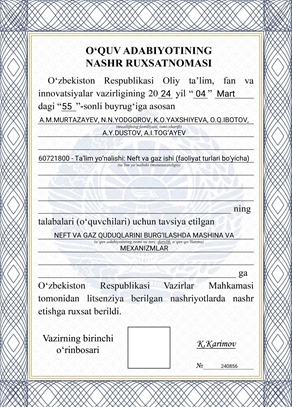 O‘QUV ADABIYOTINING
NASHR RUXSATNOMASI
O‘zbekiston Respublikasi Oliy ta’lim, fan va
innovatsiyalar vazirligining 20 24 yil “ 04 ” Mart
dagi “55 ”-sonli buyrug‘iga asosan
A.M.MURTAZAYEV, N.N.YODGOROV, K.O.YAXSHIYEVA, O.Q.IBOTOV,
(muallifning familiyasi, ismi-sharifi)
A.Y.DUSTOV, A.I.TOG‘AYEV
60721800 - Ta’lim yo‘nalishi: Neft va gaz ishi (faoliyat turlari bo‘yicha)
(ta’lim yo‘nalishi (mutaxassisligi))
ning
talabalari (o‘quvchilari) uchun tavsiya etilgan
NEFT VA GAZ QUDUQLARINI BURG‘ILASHDA MASHINA VA
(o‘quv adabiyotining nomi va turi: darslik, o‘quv qo‘llanma)
MEXANIZMLAR
ga
O‘zbekiston Respublikasi Vazirlar Mahkamasi
tomonidan litsenziya berilgan nashriyotlarda nashr
etishga ruxsat berildi.
Vazirning birinchi
o‘rinbosari
K.Karimov
№ 240856